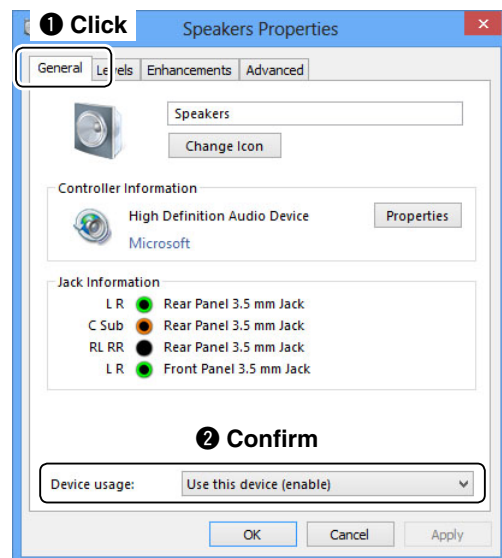 ❶ Click
Speakers Properties
General Levels Enhancements Advanced
Speakers
Change Icon
Controller Information
High Definition Audio Device
Properties
Microsoft
Jack Information
L R Rear Panel 3.5 mm Jack
C Sub Rear Panel 3.5 mm Jack
RL RR Rear Panel 3.5 mm Jack
L R Front Panel 3.5 mm Jack
❷ Confirm
Device usage: Use this device (enable)
OK Cancel Apply